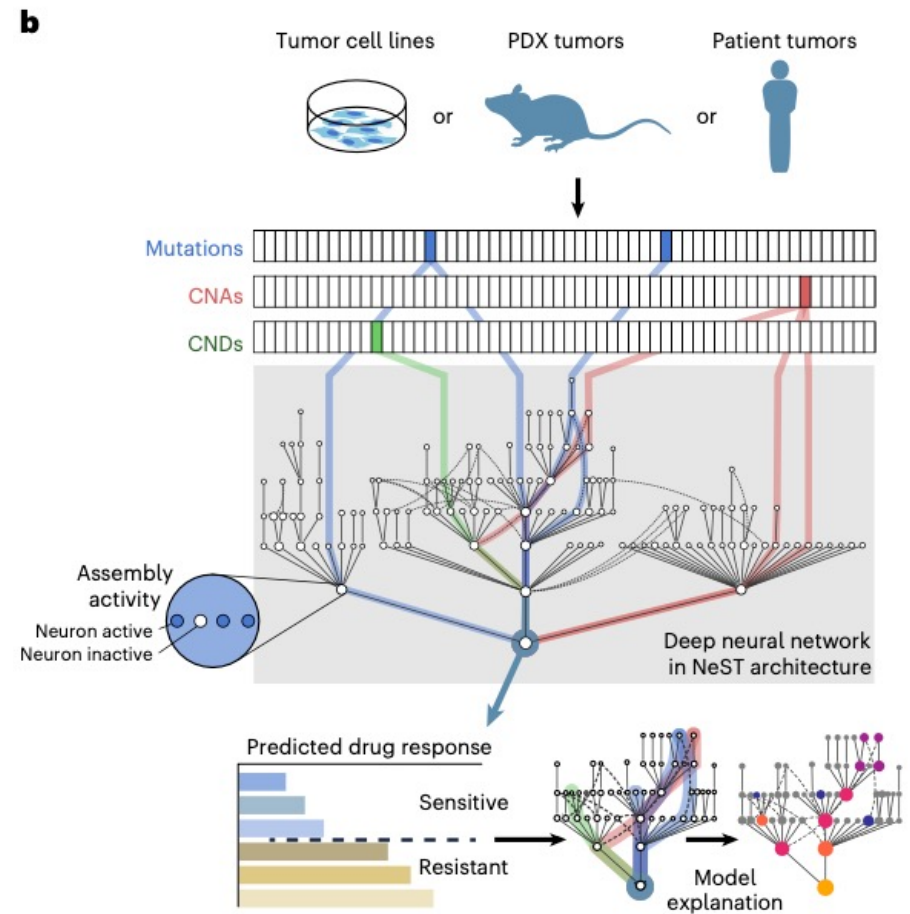 b
Tumor cell lines
PDX tumors
Patient tumors
or
or
Mutations
CNAs
CNDs
Assembly
activity
Neuron active
Neuron inactive
Deep neural network
in NeST architecture
Predicted drug response
Sensitive
Resistant
Model
explanation